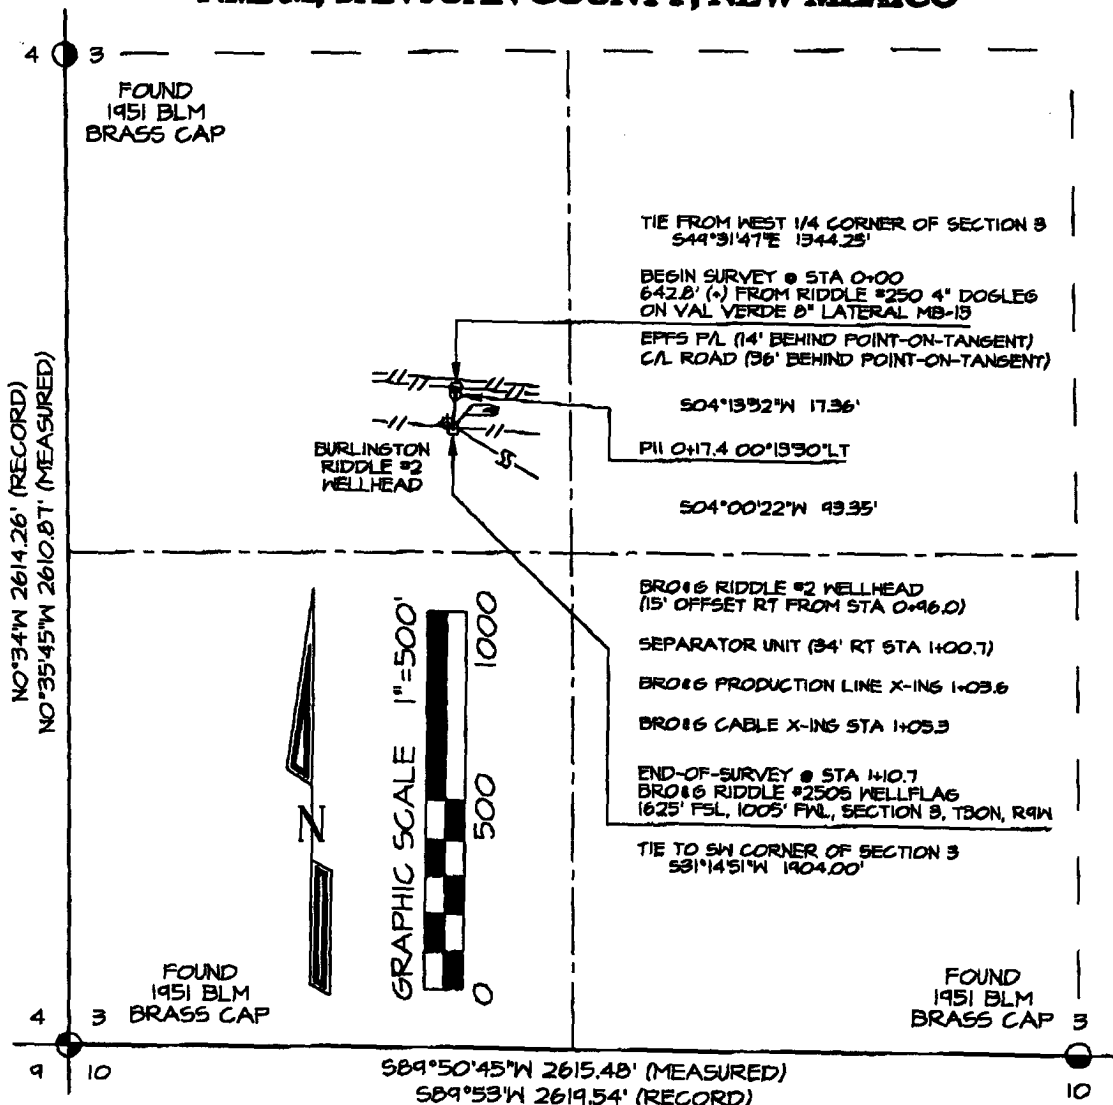 SAN JUAN COUNTY, NEW MEXICO
4 3
FOUND
1951 BLM
BRASS CAP
TIE FROM WEST 1/4 CORNER OF SECTION 3
S49°31'47"E 1344.25'
BEGIN SURVEY @ STA 0+00
642.8' (+) FROM RIDDLE #250 4" DOGLEG
ON VAL VERDE 8" LATERAL MB-13
EPFS P/L (14' BEHIND POINT-ON-TANGENT)
C/L ROAD (36' BEHIND POINT-ON-TANGENT)
S04°13'52"W 17.36'
PI1 0+17.4 00°13'30"LT
BURLINGTON
RIDDLE #2
WELLHEAD
S04°00'22"W 93.35'
N0°34'W 2614.26' (RECORD)
N0°35'45"W 2610.87' (MEASURED)
BRO&G RIDDLE #2 WELLHEAD
(15' OFFSET RT FROM STA 0+96.0)
SEPARATOR UNIT (34' RT STA 1+00.7)
BRO&G PRODUCTION LINE X-ING 1+03.6
BRO&G CABLE X-ING STA 1+05.3
END-OF-SURVEY @ STA 1+10.7
BRO&G RIDDLE #250S WELLFLAG
1625' FSL, 1005' FWL, SECTION 3, T30N, R9W
TIE TO SW CORNER OF SECTION 3
S31°14'51"W 1904.00'
N
GRAPHIC SCALE 1"=500'
0 500 1000
FOUND
1951 BLM
BRASS CAP
4 3
9 10
FOUND
1951 BLM
BRASS CAP 3
10
S89°50'45"W 2615.48' (MEASURED)
S89°53'W 2619.54' (RECORD)